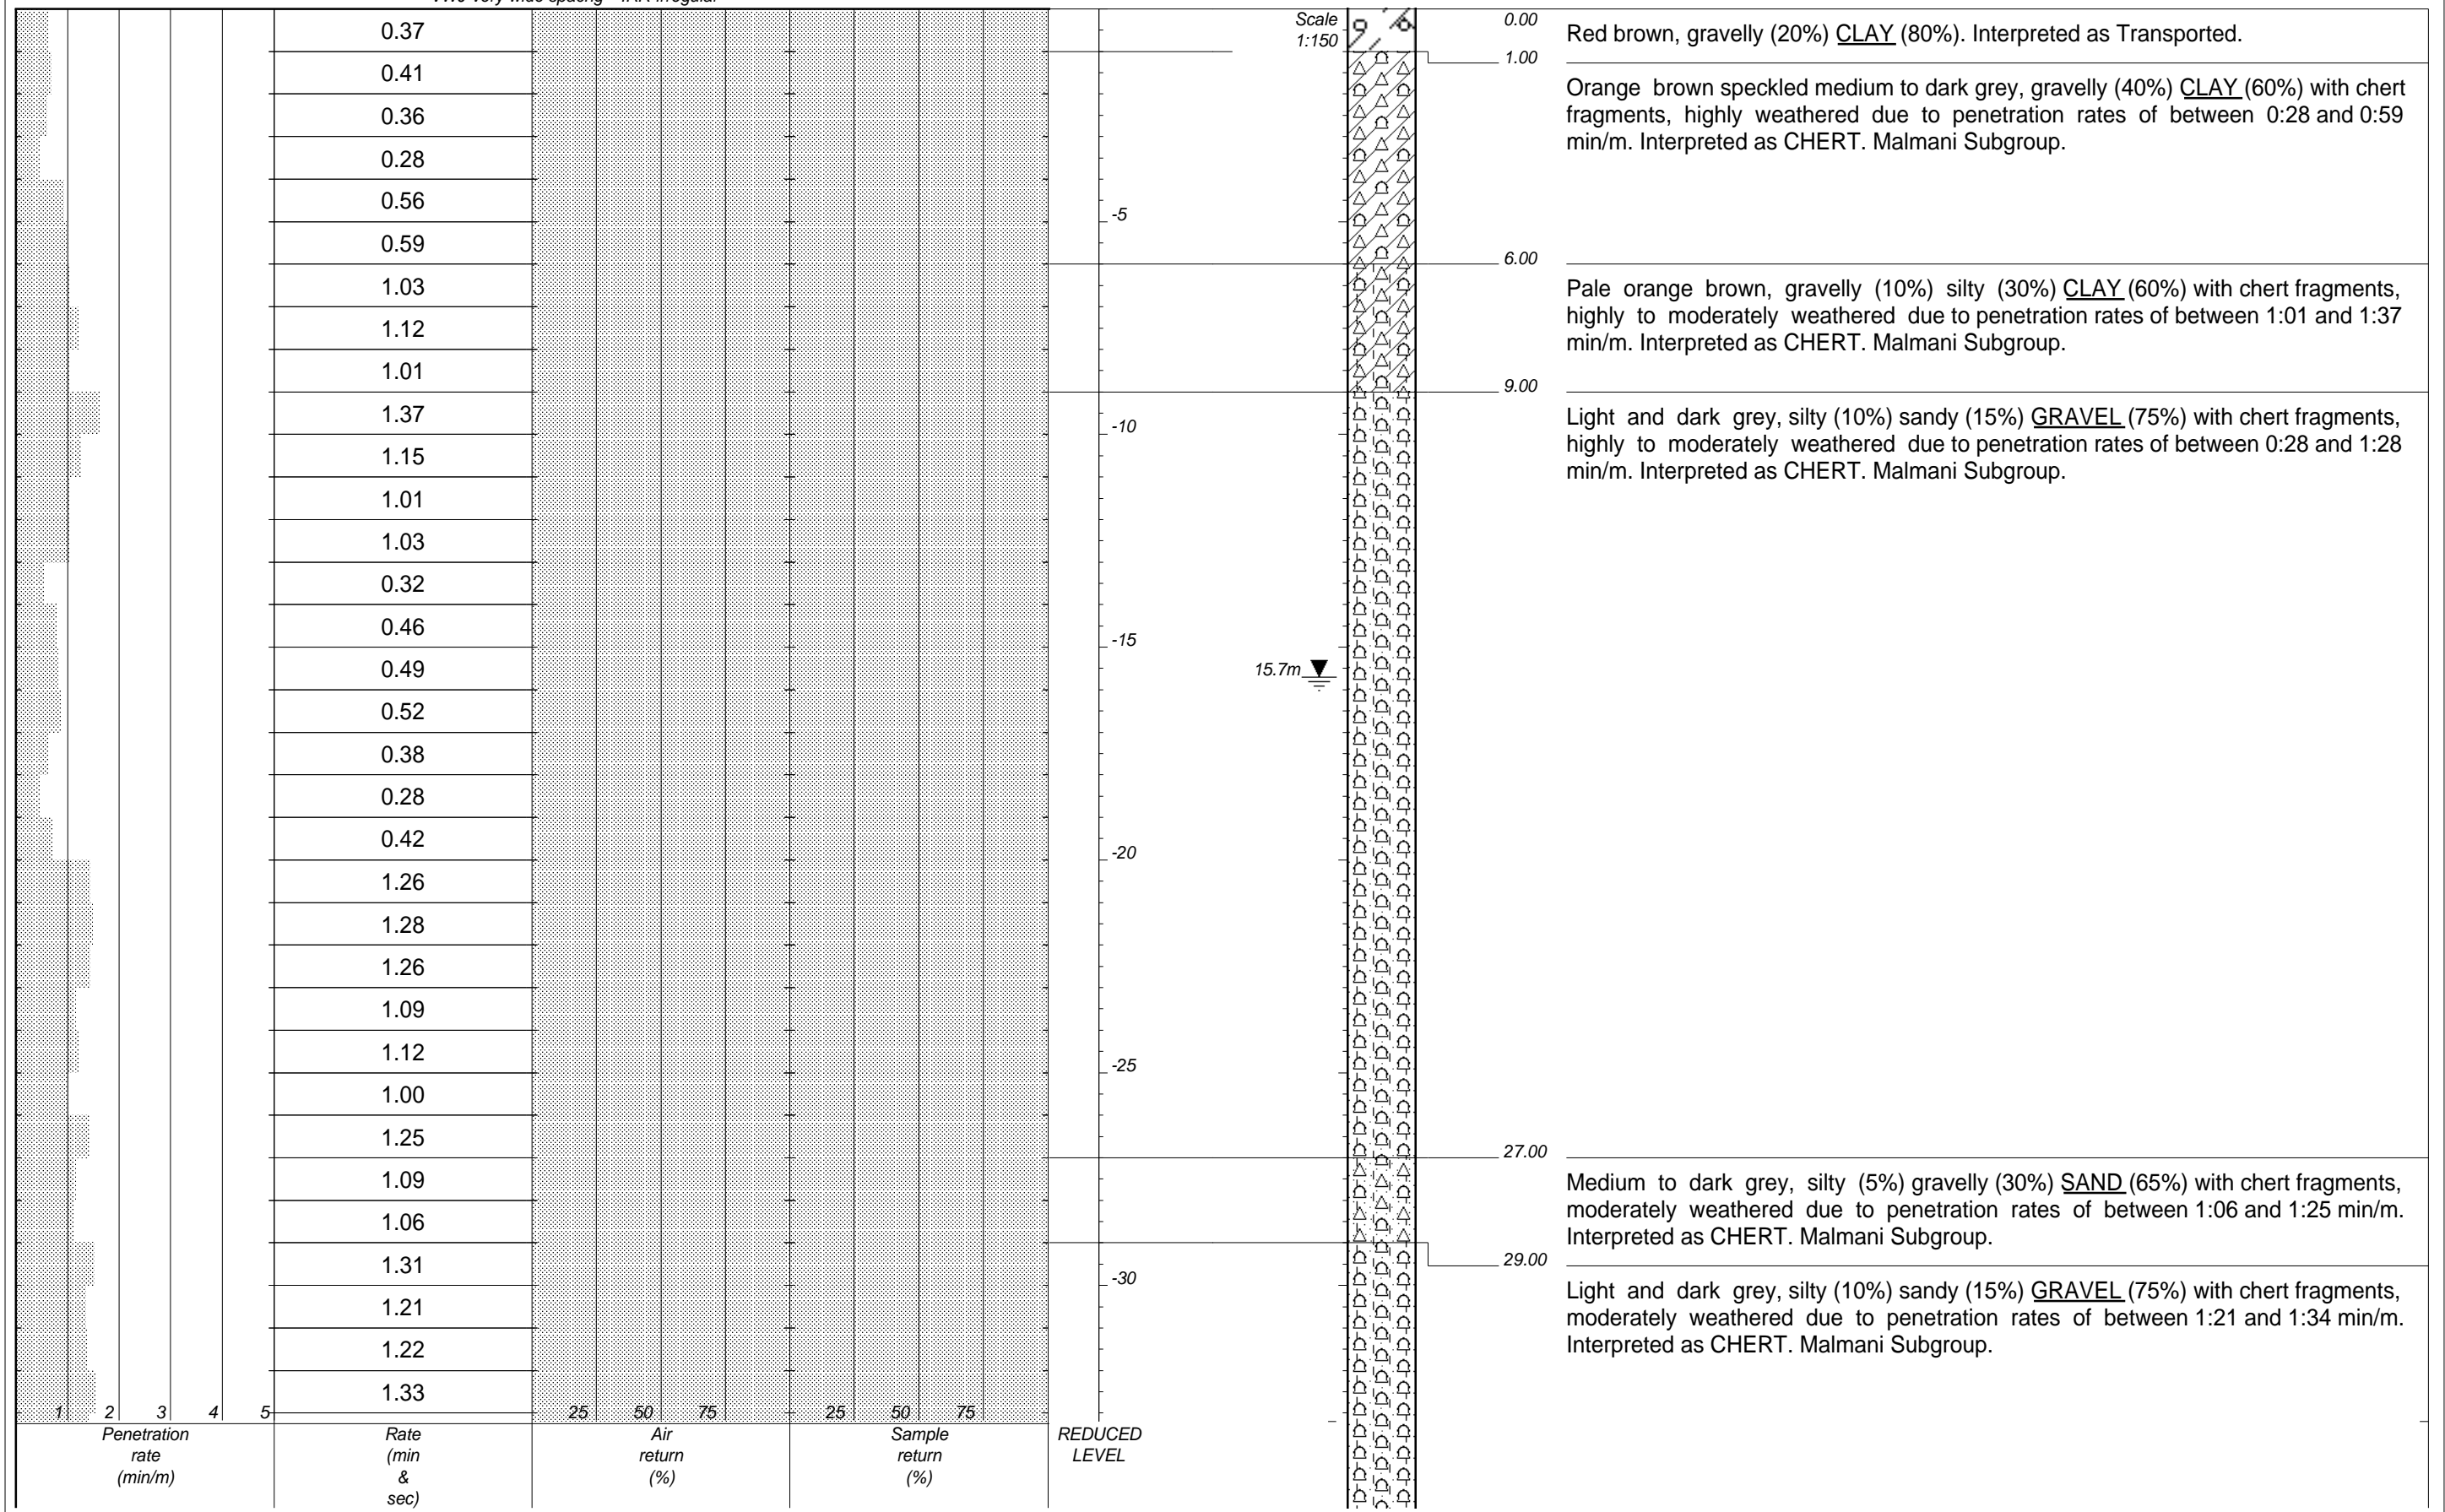 0.37
0.41
0.36
0.28
0.56
0.59
1.03
1.12
1.01
1.37
1.15
1.01
1.03
0.32
0.46
0.49
0.52
0.38
0.28
0.42
1.26
1.28
1.26
1.09
1.12
1.00
1.25
1.09
1.06
1.31
1.21
1.22
1.33
1 2 3 4 5
25 50 75
25 50 75
Penetration
rate
(min/m)
Rate
(min
&
sec)
Air
return
(%)
Sample
return
(%)
REDUCED
LEVEL
-5
-10
-15
-20
-25
-30
Scale
1:150
15.7m
0.00
Red brown, gravelly (20%) CLAY (80%). Interpreted as Transported.
1.00
Orange brown speckled medium to dark grey, gravelly (40%) CLAY (60%) with chert
fragments, highly weathered due to penetration rates of between 0:28 and 0:59
min/m. Interpreted as CHERT. Malmani Subgroup.
6.00
Pale orange brown, gravelly (10%) silty (30%) CLAY (60%) with chert fragments,
highly to moderately weathered due to penetration rates of between 1:01 and 1:37
min/m. Interpreted as CHERT. Malmani Subgroup.
9.00
Light and dark grey, silty (10%) sandy (15%) GRAVEL (75%) with chert fragments,
highly to moderately weathered due to penetration rates of between 0:28 and 1:28
min/m. Interpreted as CHERT. Malmani Subgroup.
27.00
Medium to dark grey, silty (5%) gravelly (30%) SAND (65%) with chert fragments,
moderately weathered due to penetration rates of between 1:06 and 1:25 min/m.
Interpreted as CHERT. Malmani Subgroup.
29.00
Light and dark grey, silty (10%) sandy (15%) GRAVEL (75%) with chert fragments,
moderately weathered due to penetration rates of between 1:21 and 1:34 min/m.
Interpreted as CHERT. Malmani Subgroup.